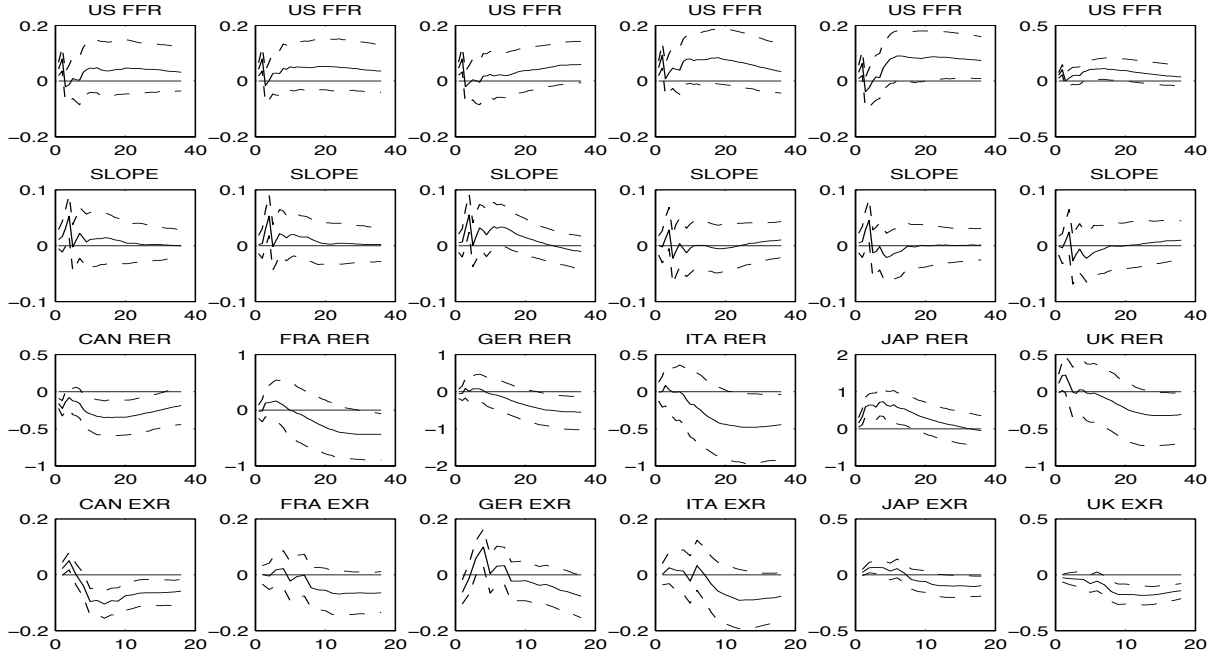 US FFR US FFR US FFR US FFR US FFR US FFR
0.2 0.2 0.2 0.2 0.2 0.5
0 0 0 0 0 0
−0.2 −0.2 −0.2 −0.2 −0.2 −0.5
0 20 40 0 20 40 0 20 40 0 20 40 0 20 40 0 20 40
SLOPE SLOPE SLOPE SLOPE SLOPE SLOPE
0.1 0.1 0.1 0.1 0.1 0.1
0 0 0 0 0 0
−0.1 −0.1 −0.1 −0.1 −0.1 −0.1
0 20 40 0 20 40 0 20 40 0 20 40 0 20 40 0 20 40
CAN RER FRA RER GER RER ITA RER JAP RER UK RER
0.5 1 1 0.5 2 0.5
0 0 0 0 1 0
−0.5 −1 −0.5 0 −0.5
−1 −1 −2 −1 −1 −1
0 20 40 0 20 40 0 20 40 0 20 40 0 20 40 0 20 40
CAN EXR FRA EXR GER EXR ITA EXR JAP EXR UK EXR
0.2 0.2 0.2 0.2 0.5 0.5
0 0 0 0 0 0
−0.2 −0.2 −0.2 −0.2 −0.5 −0.5
0 10 20 0 10 20 0 10 20 0 10 20 0 10 20 0 10 20